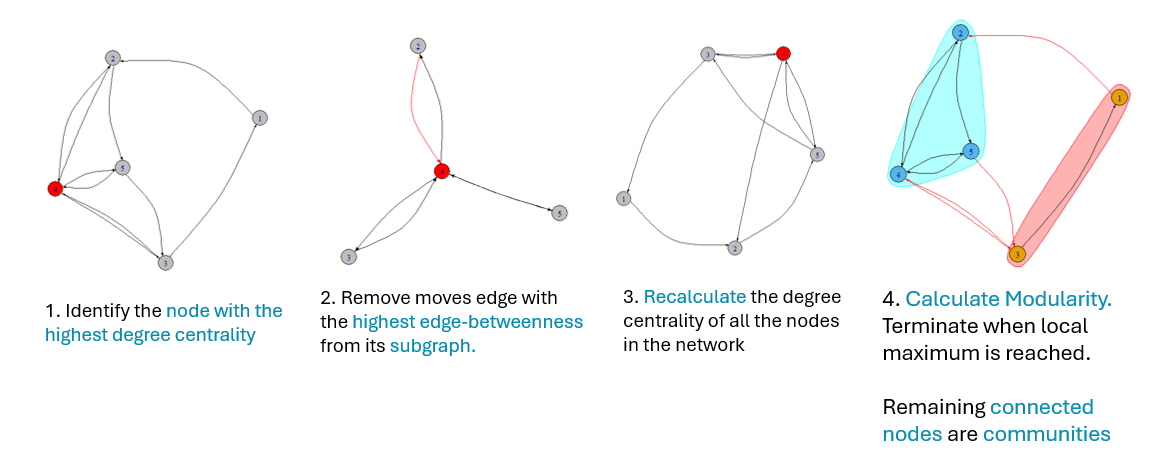 2
1
5
4
3
1. Identify the node with the
highest degree centrality
2
4
5
3
2. Remove moves edge with
the highest edge-betweenness
from its subgraph.
3
4
5
1
2
3. Recalculate the degree
centrality of all the nodes
in the network
2
1
5
4
3
4. Calculate Modularity.
Terminate when local
maximum is reached.
Remaining connected
nodes are communities